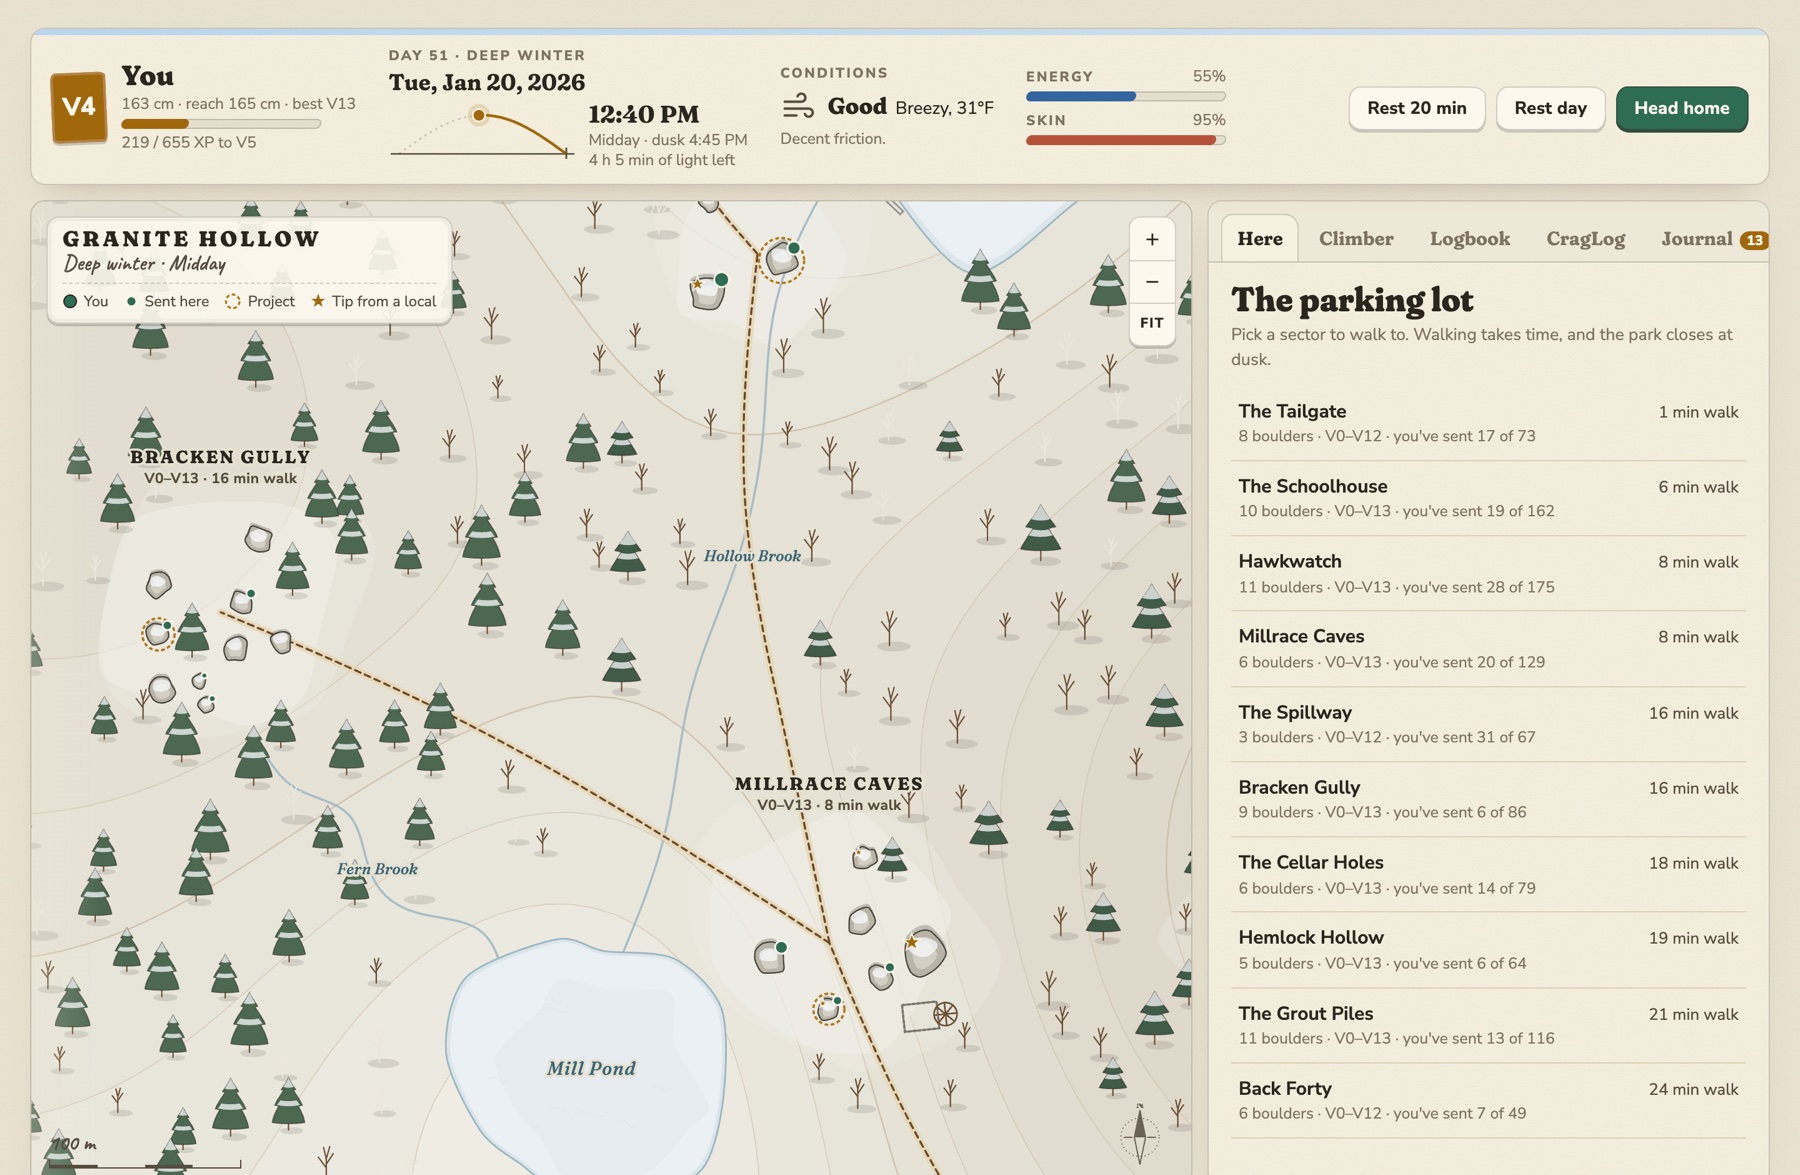 V4
You
163 cm · reach 165 cm · best V13
219 / 655 XP to V5
DAY 51 · DEEP WINTER
Tue, Jan 20, 2026
12:40 PM
Midday · dusk 4:45 PM
4 h 5 min of light left
CONDITIONS
Good Breezy, 31°F
Decent friction.
ENERGY 55%
SKIN 95%
Rest 20 min
Rest day
Head home
GRANITE HOLLOW
Deep winter · Midday
You
Sent here
Project
Tip from a local
+
−
FIT
BRACKEN GULLY
V0–V13 · 16 min walk
Hollow Brook
MILLRACE CAVES
V0–V13 · 8 min walk
Fern Brook
Mill Pond
100 m
N
Here
Climber
Logbook
CragLog
Journal 13
The parking lot
Pick a sector to walk to. Walking takes time, and the park closes at
dusk.
The Tailgate 1 min walk
8 boulders · V0–V12 · you've sent 17 of 73
The Schoolhouse 6 min walk
10 boulders · V0–V13 · you've sent 19 of 162
Hawkwatch 8 min walk
11 boulders · V0–V13 · you've sent 28 of 175
Millrace Caves 8 min walk
6 boulders · V0–V13 · you've sent 20 of 129
The Spillway 16 min walk
3 boulders · V0–V12 · you've sent 31 of 67
Bracken Gully 16 min walk
9 boulders · V0–V13 · you've sent 6 of 86
The Cellar Holes 18 min walk
6 boulders · V0–V13 · you've sent 14 of 79
Hemlock Hollow 19 min walk
5 boulders · V0–V13 · you've sent 6 of 64
The Grout Piles 21 min walk
11 boulders · V0–V13 · you've sent 13 of 116
Back Forty 24 min walk
6 boulders · V0–V12 · you've sent 7 of 49